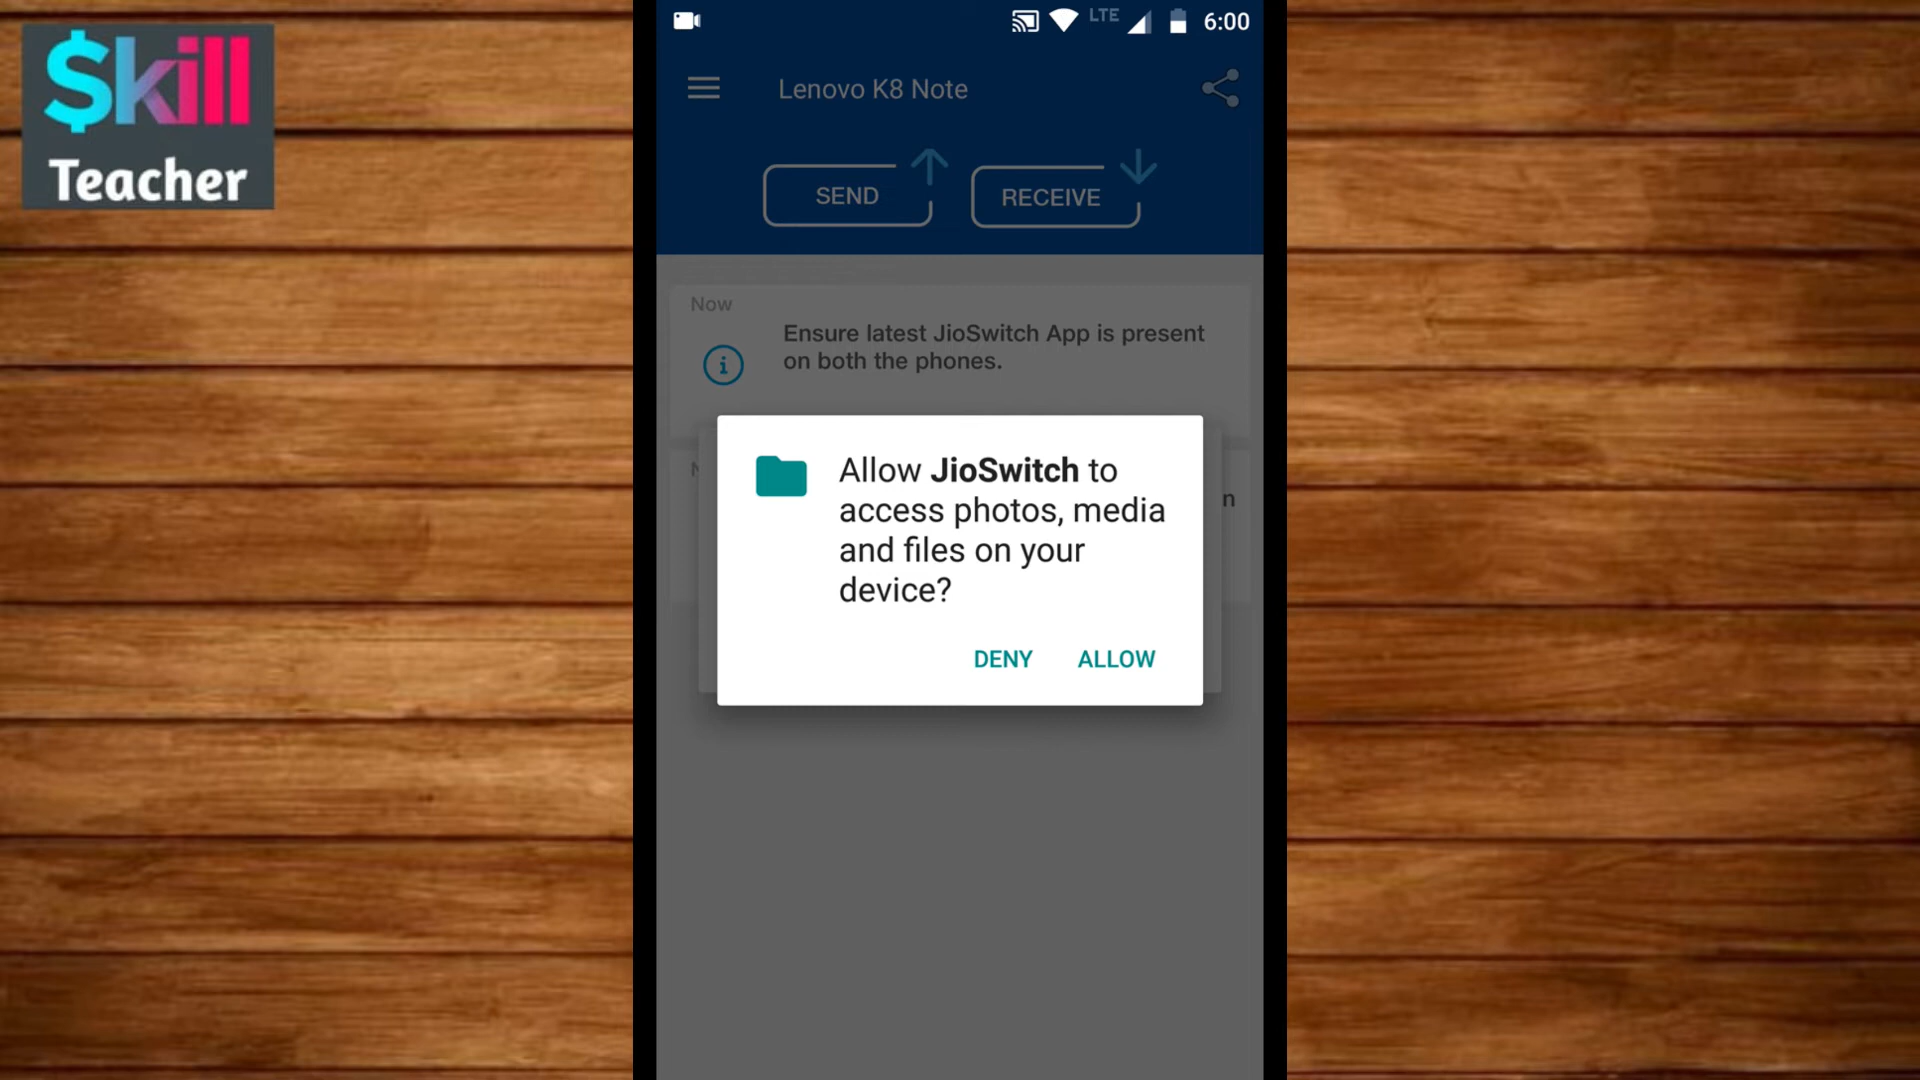 $kill
Teacher
LTE
6:00
Lenovo K8 Note
SEND
RECEIVE
Now
Ensure latest JioSwitch App is present
on both the phones.
Allow JioSwitch to
access photos, media
and files on your
device?
DENY
ALLOW